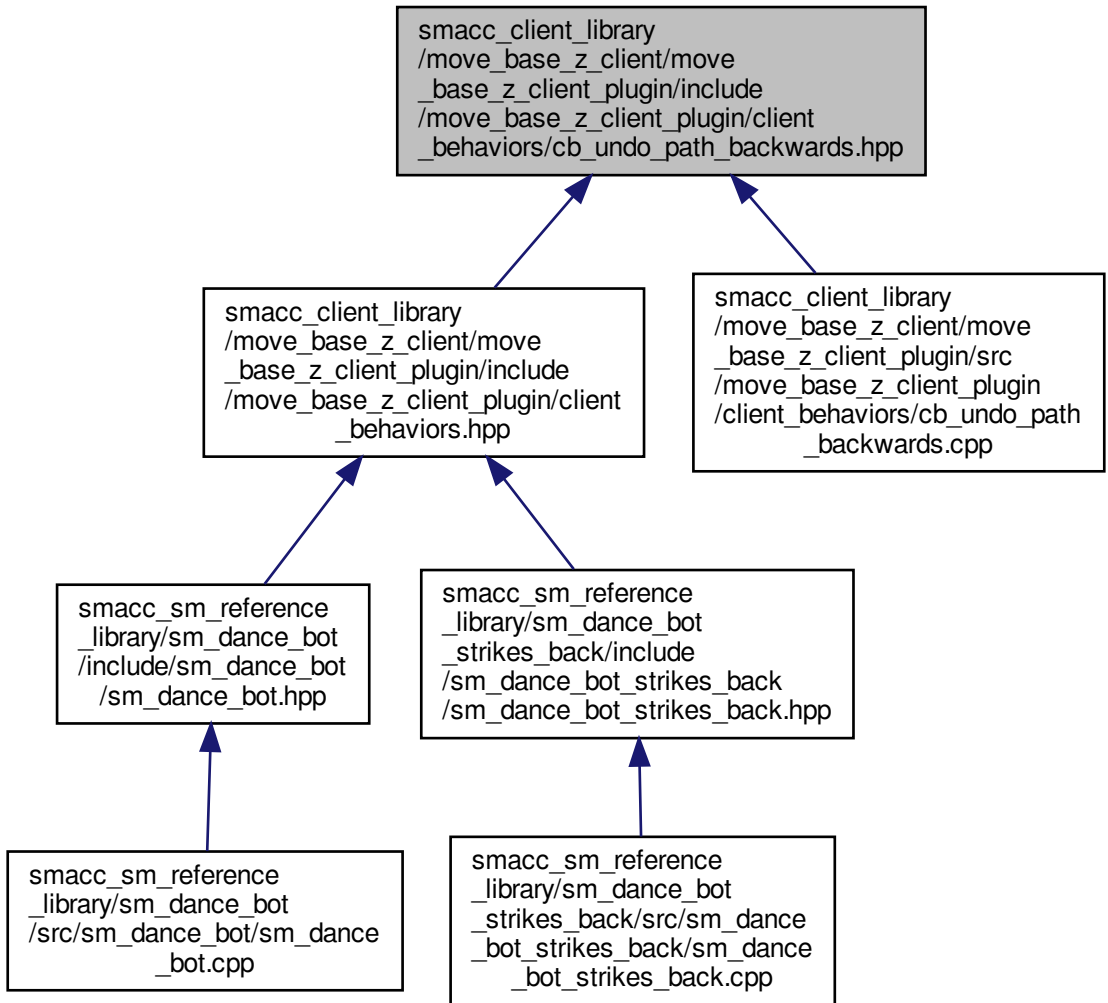 smacc_client_library
/move_base_z_client/move
_base_z_client_plugin/include
/move_base_z_client_plugin/client
_behaviors/cb_undo_path_backwards.hpp
smacc_client_library
/move_base_z_client/move
_base_z_client_plugin/include
/move_base_z_client_plugin/client
_behaviors.hpp
smacc_client_library
/move_base_z_client/move
_base_z_client_plugin/src
/move_base_z_client_plugin
/client_behaviors/cb_undo_path
_backwards.cpp
smacc_sm_reference
_library/sm_dance_bot
/include/sm_dance_bot
/sm_dance_bot.hpp
smacc_sm_reference
_library/sm_dance_bot
_strikes_back/include
/sm_dance_bot_strikes_back
/sm_dance_bot_strikes_back.hpp
smacc_sm_reference
_library/sm_dance_bot
/src/sm_dance_bot/sm_dance
_bot.cpp
smacc_sm_reference
_library/sm_dance_bot
_strikes_back/src/sm_dance
_bot_strikes_back/sm_dance
_bot_strikes_back.cpp